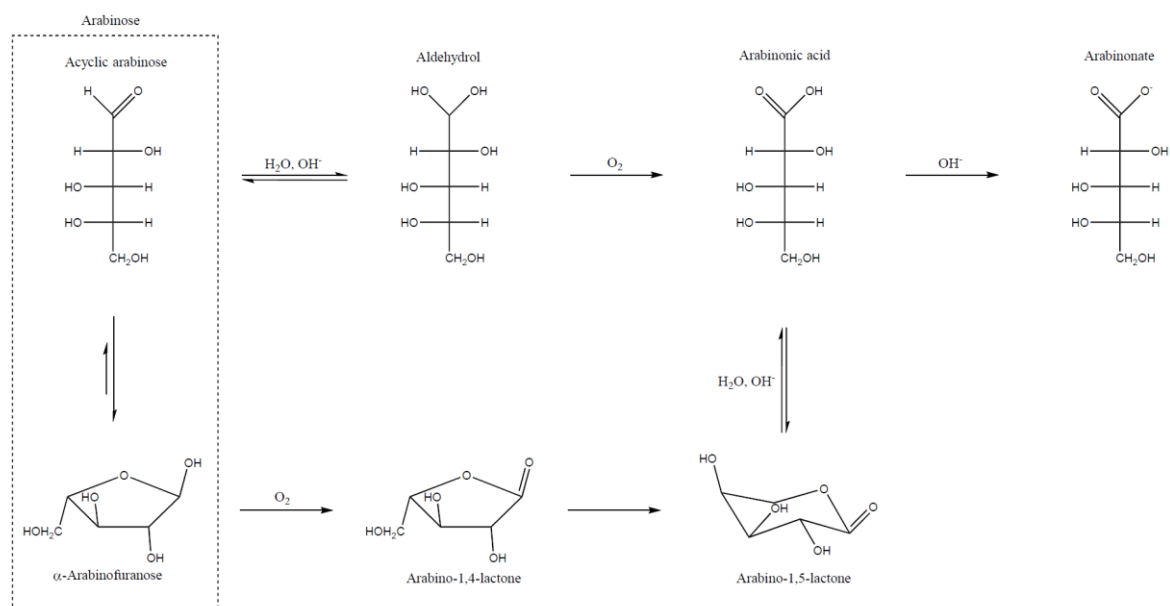 Arabinose
Acyclic arabinose
Aldehydrol
Arabinonic acid
Arabinonate
H O
HO OH
O OH
O O-
H OH
H OH
H OH
H OH
H₂O, OH⁻
O₂
OH⁻
HO H
HO H
HO H
HO H
HO H
HO H
HO H
HO H
CH₂OH
CH₂OH
CH₂OH
CH₂OH
H₂O, OH⁻
HO
O OH
HO
HOH₂C
OH
O₂
O O
HO
HOH₂C
OH
O
OH
O
OH
α-Arabinofuranose
Arabino-1,4-lactone
Arabino-1,5-lactone